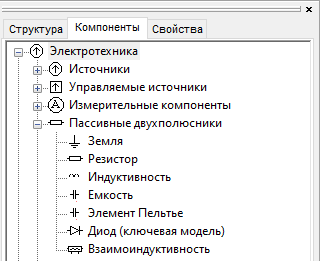 Структура Компоненты Свойства
Электротехника
Источники
Управляемые источники
Измерительные компоненты
Пассивные двухполюсники
Земля
Резистор
Индуктивность
Емкость
Элемент Пельтье
Диод (ключевая модель)
Взаимоиндуктивность